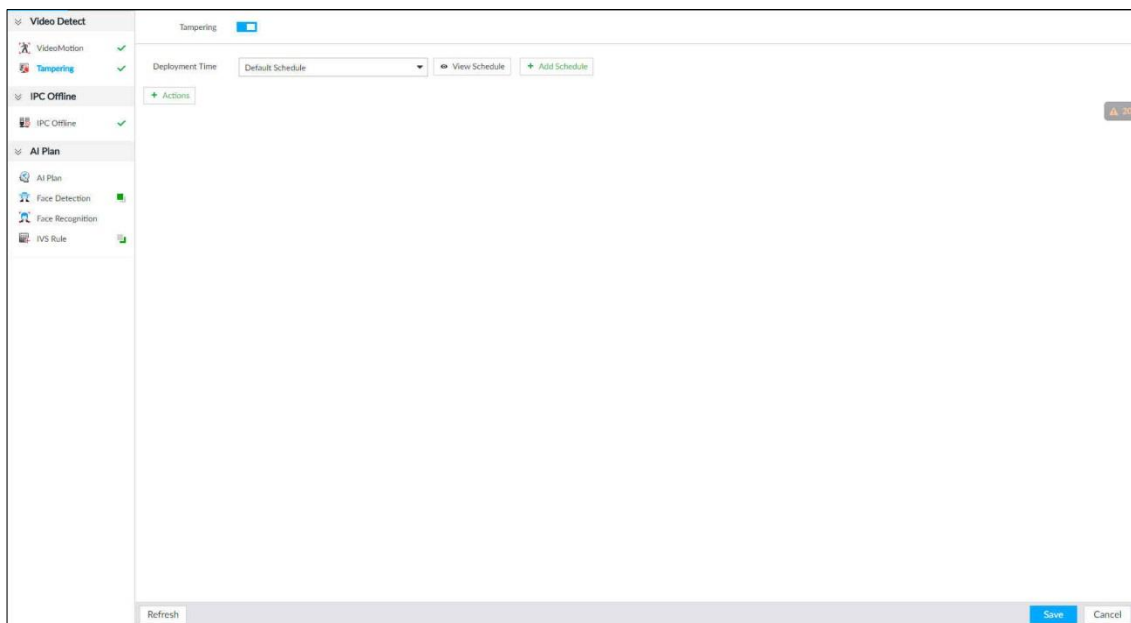 Video Detect
VideoMotion
Tampering
IPC Offline
IPC Offline
AI Plan
AI Plan
Face Detection
Face Recognition
IVS Rule
Tampering
Deployment Time Default Schedule View Schedule + Add Schedule
+ Actions
Refresh Save Cancel